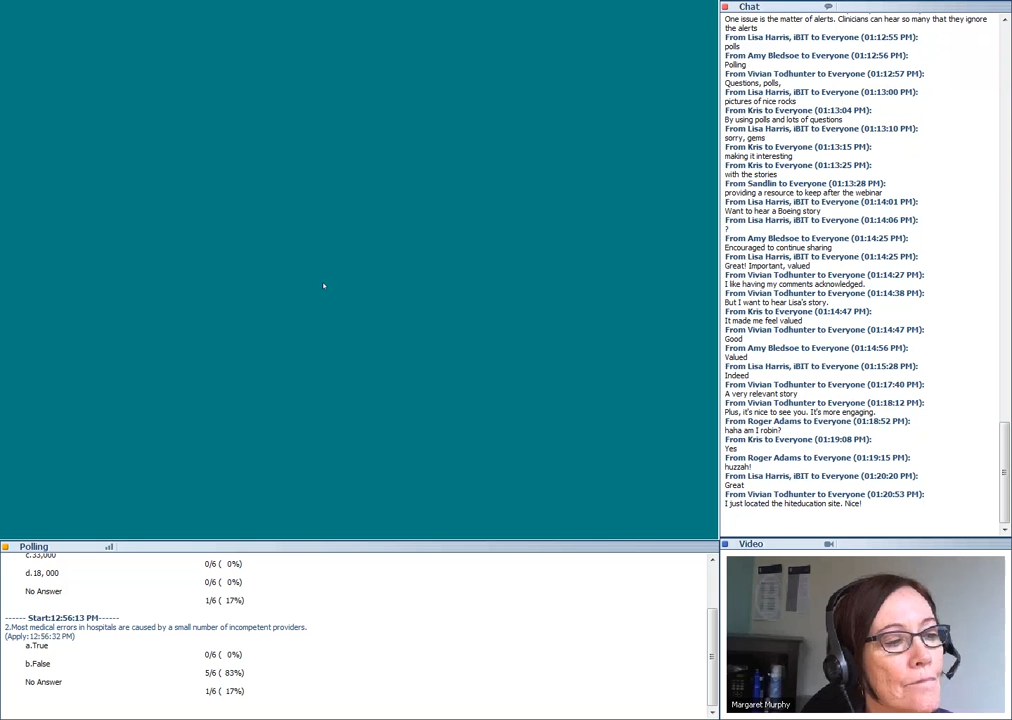 Chat
One issue is the matter of alerts. Clinicians can hear so many that they ignore
the alerts
From Lisa Harris, iBIT to Everyone (01:12:55 PM):
polls
From Amy Bledsoe to Everyone (01:12:56 PM):
Polling
From Vivian Todhunter to Everyone (01:12:57 PM):
Questions, polls,
From Lisa Harris, iBIT to Everyone (01:13:00 PM):
pictures of nice rocks
From Kris to Everyone (01:13:04 PM):
By using polls and lots of questions
From Lisa Harris, iBIT to Everyone (01:13:10 PM):
sorry, gems
From Kris to Everyone (01:13:15 PM):
making it interesting
From Kris to Everyone (01:13:25 PM):
with the stories
From Sandlin to Everyone (01:13:28 PM):
providing a resource to keep after the webinar
From Lisa Harris, iBIT to Everyone (01:14:01 PM):
Want to hear a Boeing story
From Lisa Harris, iBIT to Everyone (01:14:06 PM):
?
From Amy Bledsoe to Everyone (01:14:25 PM):
Encouraged to continue sharing
From Lisa Harris, iBIT to Everyone (01:14:25 PM):
Great! Important, valued
From Vivian Todhunter to Everyone (01:14:27 PM):
I like having my comments acknowledged.
From Vivian Todhunter to Everyone (01:14:38 PM):
But I want to hear Lisa's story.
From Kris to Everyone (01:14:47 PM):
It made me feel valued
From Vivian Todhunter to Everyone (01:14:47 PM):
Good
From Amy Bledsoe to Everyone (01:14:56 PM):
Valued
From Lisa Harris, iBIT to Everyone (01:15:28 PM):
Indeed
From Vivian Todhunter to Everyone (01:17:40 PM):
A very relevant story
From Vivian Todhunter to Everyone (01:18:12 PM):
Plus, it's nice to see you. It's more engaging.
From Roger Adams to Everyone (01:18:52 PM):
haha am I robin?
From Kris to Everyone (01:19:08 PM):
Yes
From Roger Adams to Everyone (01:19:15 PM):
huzzah!
From Lisa Harris, iBIT to Everyone (01:20:20 PM):
Great
From Vivian Todhunter to Everyone (01:20:53 PM):
I just located the hiteducation site. Nice!
Polling
c.33,000
0/6 ( 0%)
d.18, 000
0/6 ( 0%)
No Answer
1/6 ( 17%)
------ Start:12:56:13 PM------
2.Most medical errors in hospitals are caused by a small number of incompetent providers.
(Apply:12:56:32 PM)
a.True
0/6 ( 0%)
b.False
5/6 ( 83%)
No Answer
1/6 ( 17%)
Video
Margaret Murphy